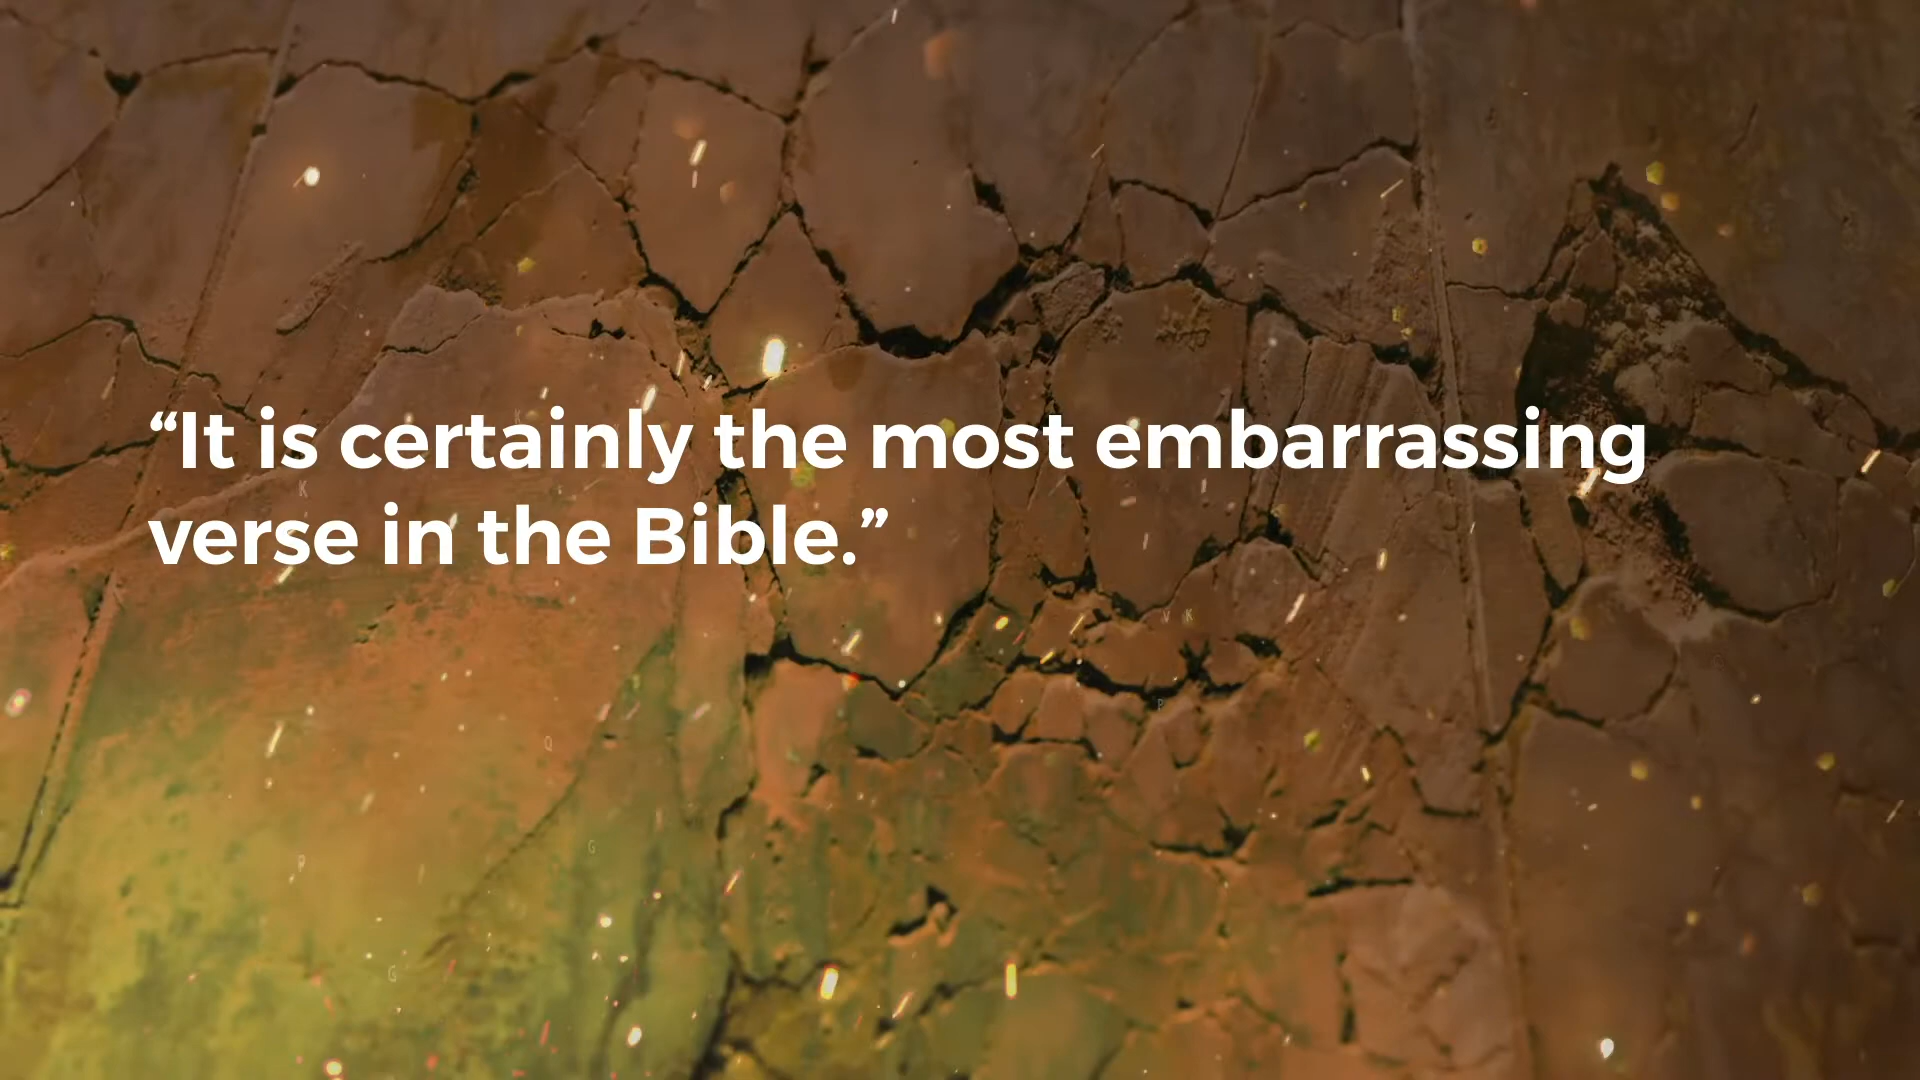 “It is certainly the most embarrassing
verse in the Bible.”